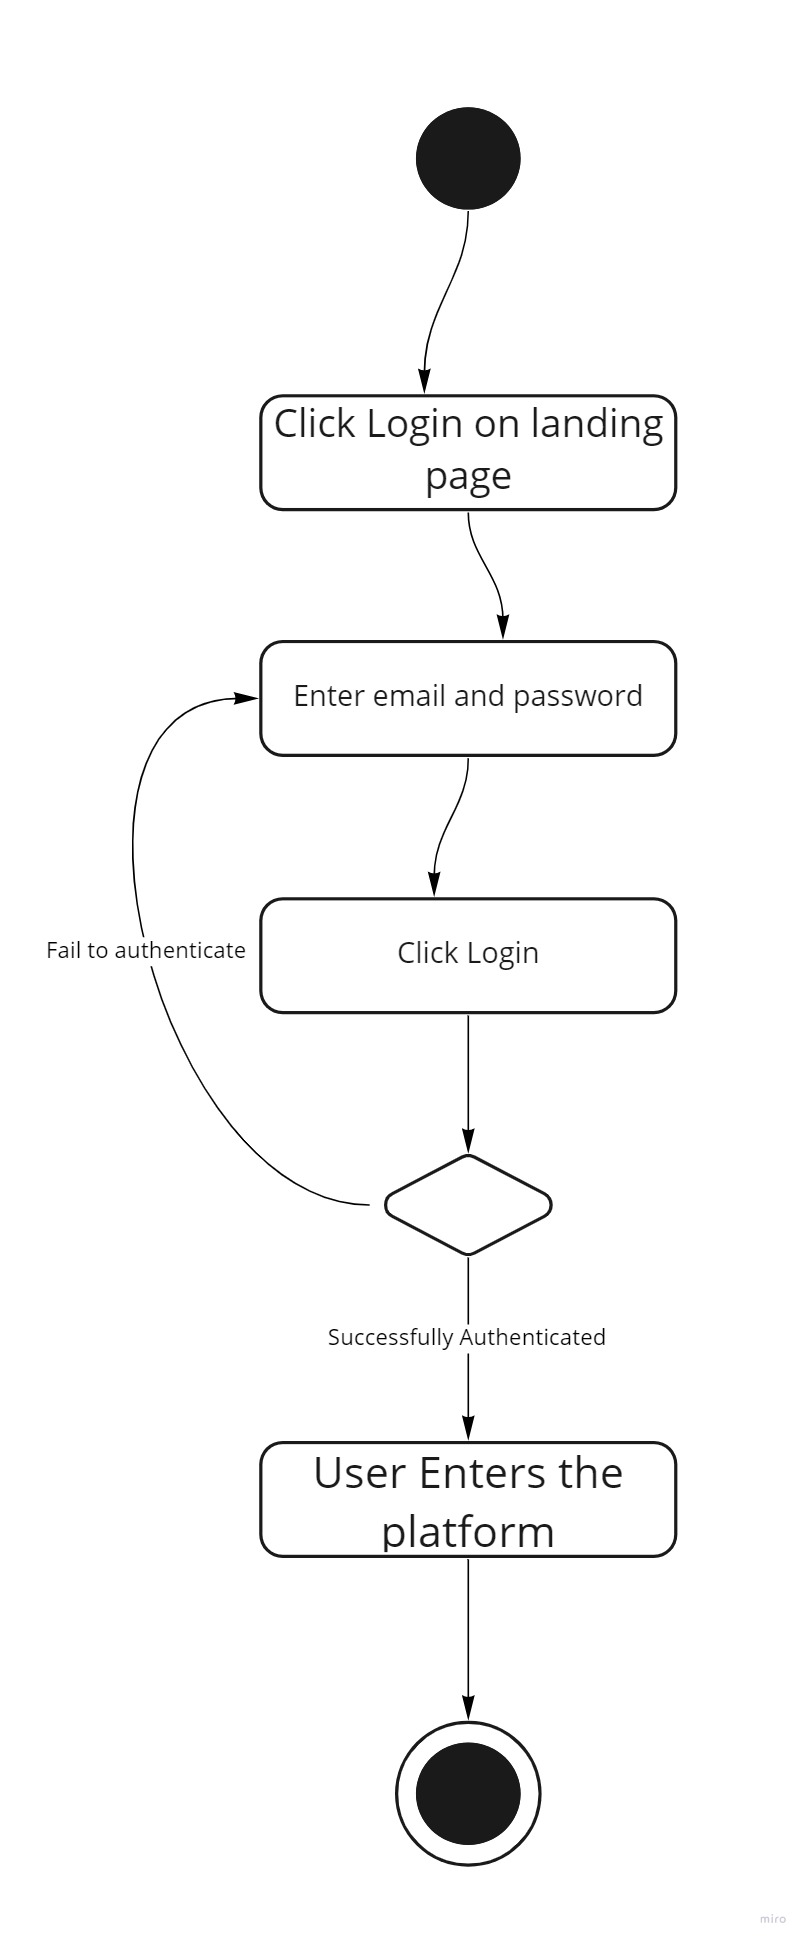 Click Login on landing
page
Enter email and password
Fail to authenticate
Click Login
Successfully Authenticated
User Enters the
platform
miro